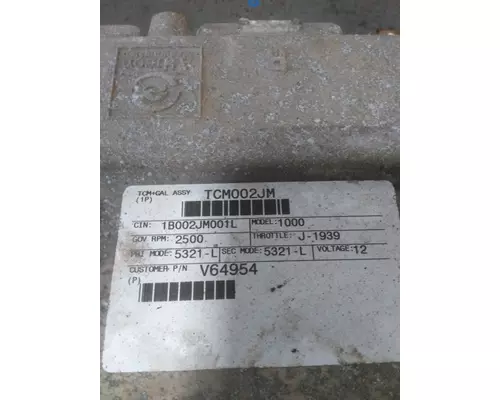 TCM+CAL ASSY TCM002JM
(1P)
CIN: 1B002JM001L MODEL: 1000
GOV RPM: 2500 THROTTLE: J-1939
PRI MODE: 5321-L SEC MODE: 5321-L VOLTAGE: 12
CUSTOMER P/N V64954
(P)